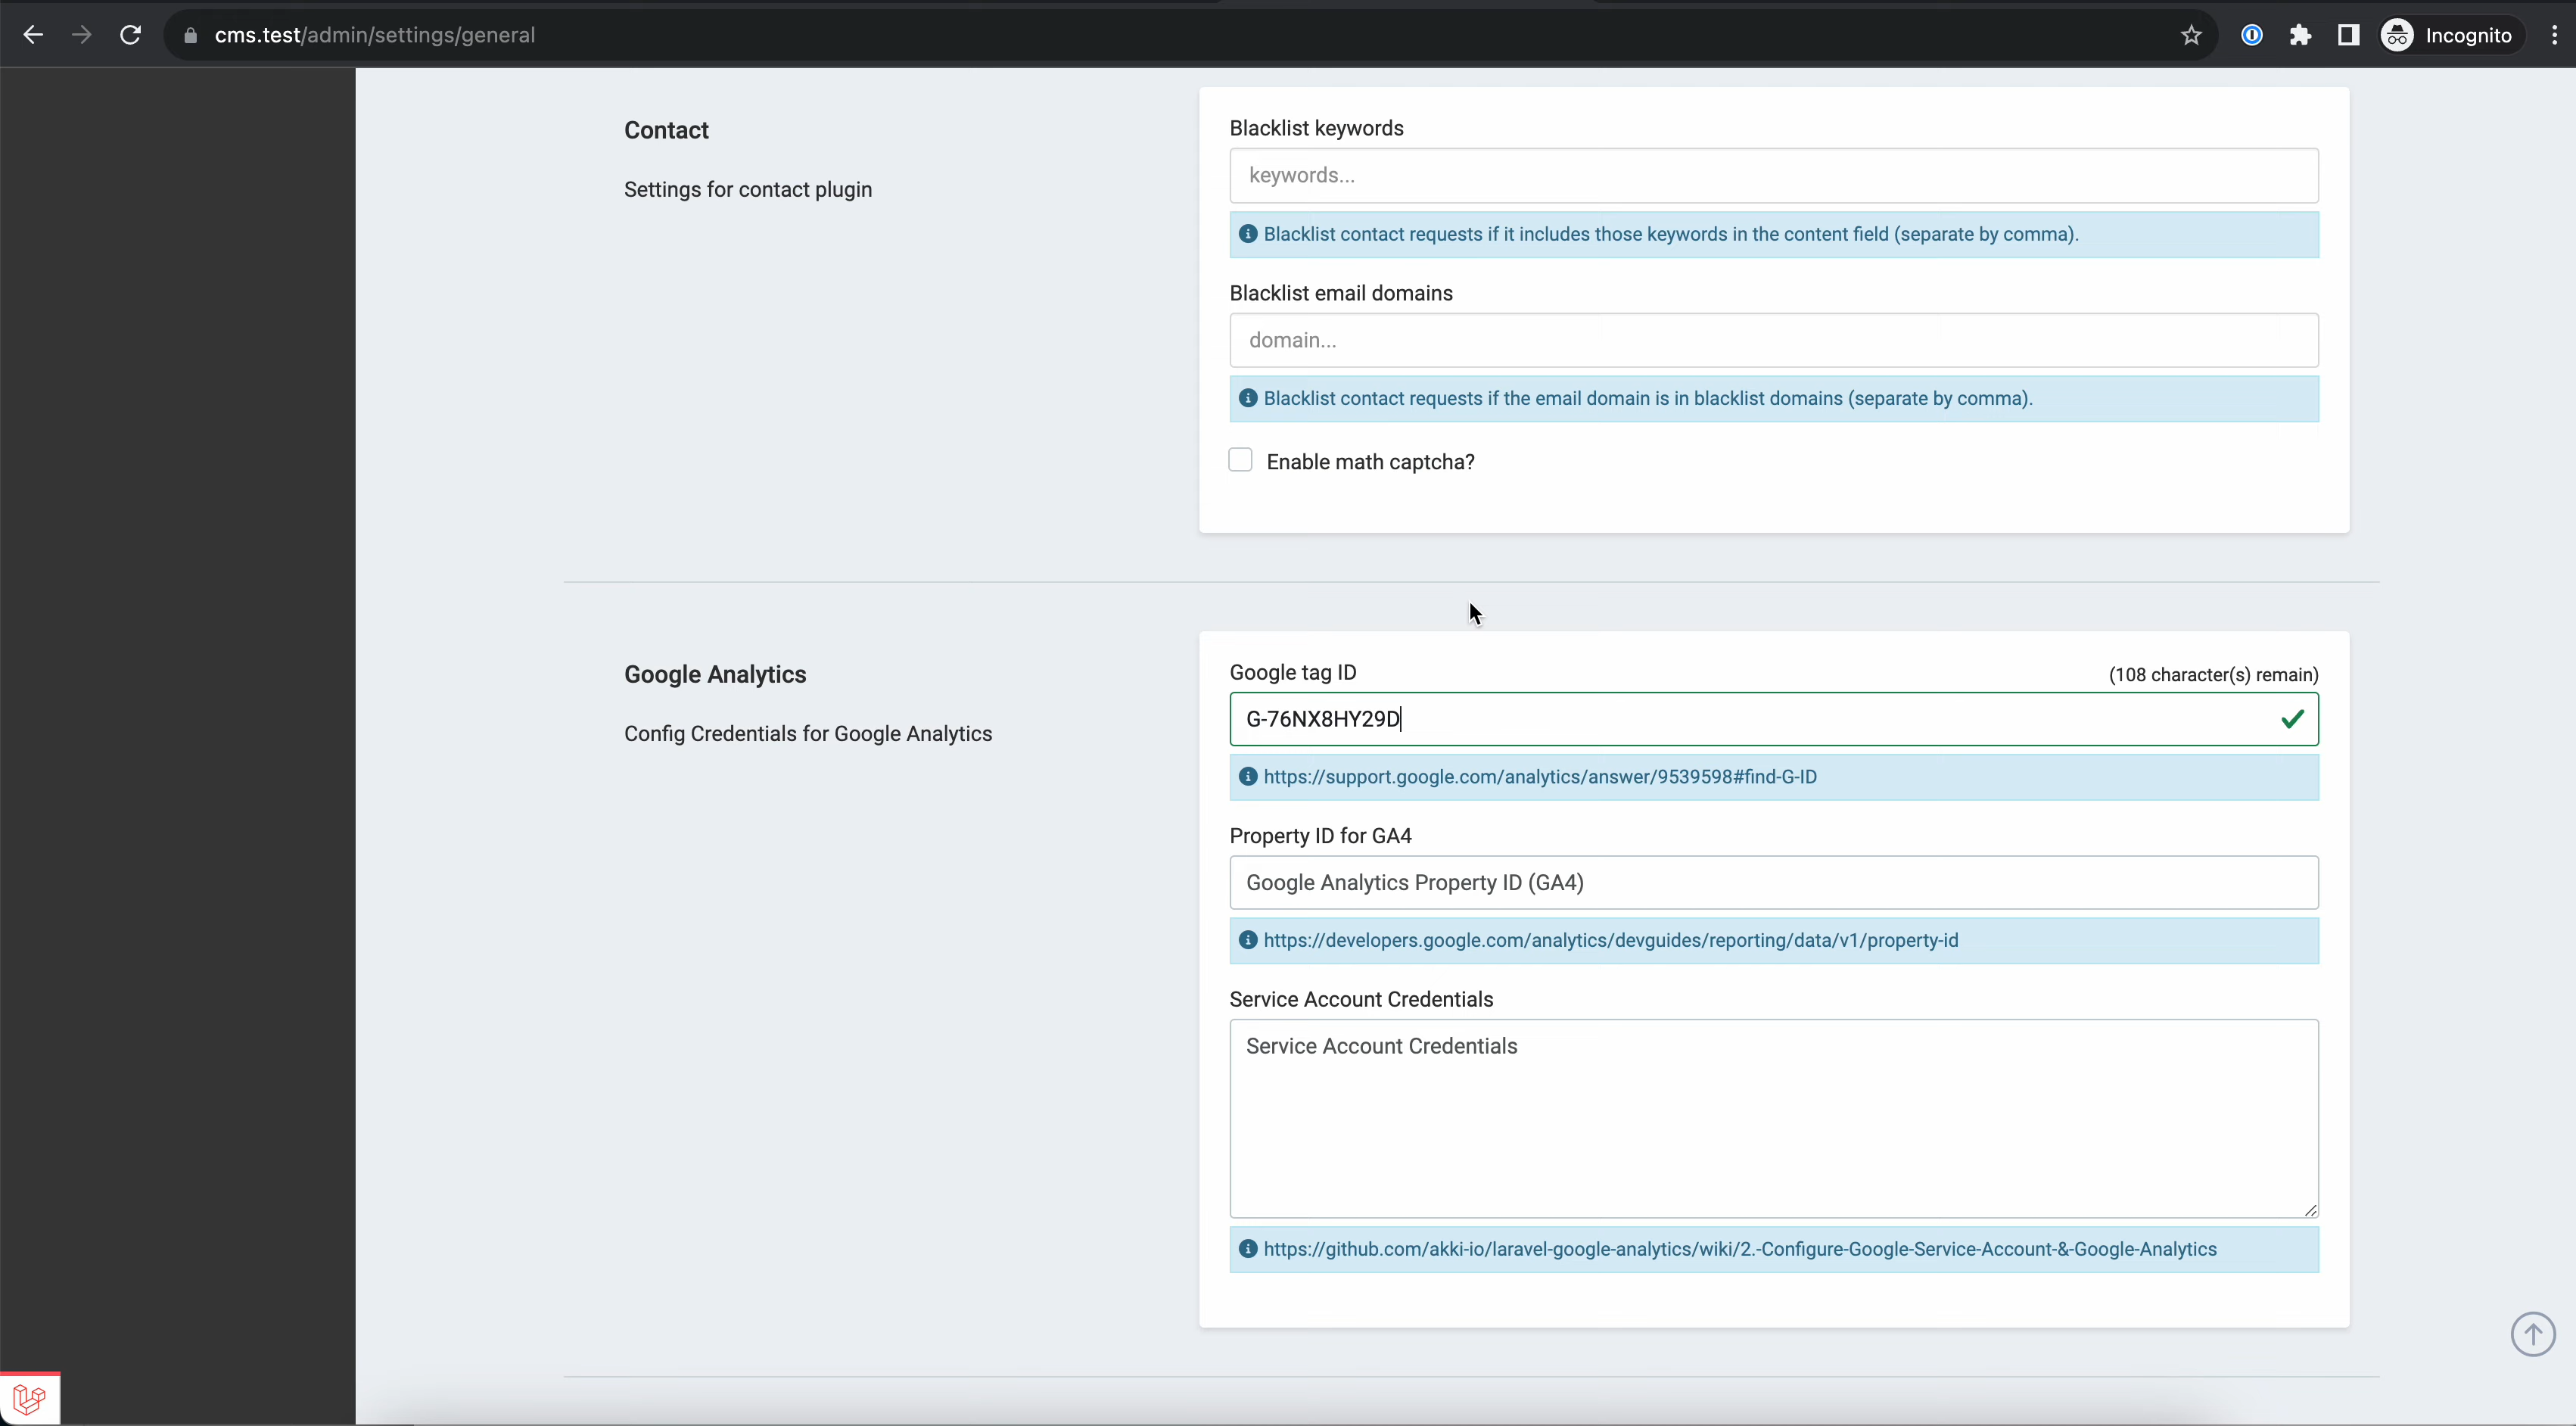 cms.test/admin/settings/general
Incognito
Contact
Settings for contact plugin
Blacklist keywords
keywords...
Blacklist contact requests if it includes those keywords in the content field (separate by comma).
Blacklist email domains
domain...
Blacklist contact requests if the email domain is in blacklist domains (separate by comma).
Enable math captcha?
Google Analytics
Config Credentials for Google Analytics
Google tag ID
(108 character(s) remain)
G-76NX8HY29D
https://support.google.com/analytics/answer/9539598#find-G-ID
Property ID for GA4
Google Analytics Property ID (GA4)
https://developers.google.com/analytics/devguides/reporting/data/v1/property-id
Service Account Credentials
Service Account Credentials
https://github.com/akki-io/laravel-google-analytics/wiki/2.-Configure-Google-Service-Account-&-Google-Analytics